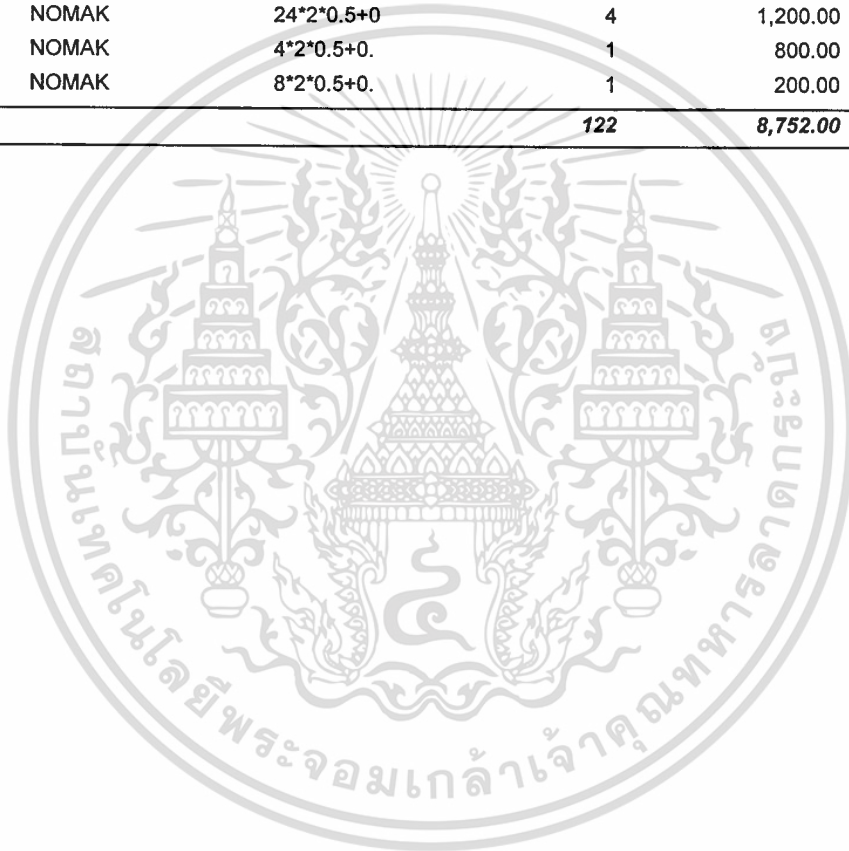 NOMAK 24*2*0.5+0 4 1,200.00
NOMAK 4*2*0.5+0. 1 800.00
NOMAK 8*2*0.5+0. 1 200.00
122 8,752.00
สถาบันเทคโนโลยีพระจอมเกล้าเจ้าคุณทหารลาดกระบัง